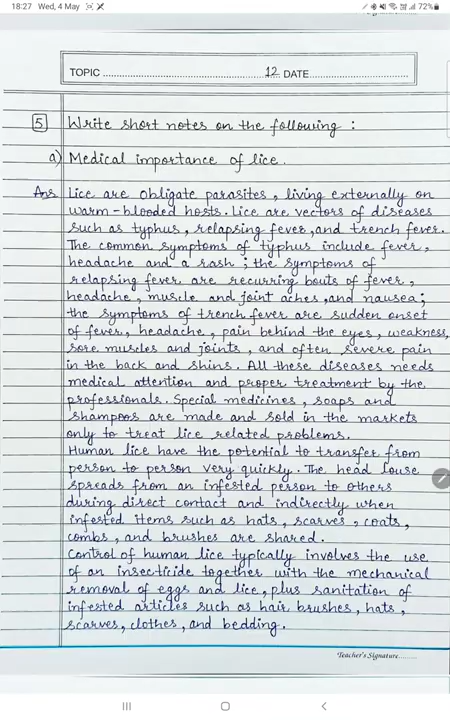 18:27 Wed, 4 May
72%
TOPIC 12 DATE
5 Write short notes on the following :
a) Medical importance of lice.
Ans Lice are obligate parasites, living externally on
warm-blooded hosts. Lice are vectors of diseases
such as typhus, relapsing fever, and trench fever.
The common symptoms of typhus include fever,
headache and a rash ; the symptoms of
relapsing fever are recurring bouts of fever,
headache, muscle and joint aches, and nausea;
the symptoms of trench fever are sudden onset
of fever, headache, pain behind the eyes, weakness,
sore muscles and joints, and often severe pain
in the back and shins. All these diseases needs
medical attention and proper treatment by the
professionals. Special medicines, soaps and
shampoos are made and sold in the markets
only to treat lice related problems.
Human lice have the potential to transfer from
person to person very quickly. The head louse
spreads from an infested person to others
during direct contact and indirectly when
infested items such as hats, scarves, coats,
combs, and brushes are shared.
Control of human lice typically involves the use
of an insecticide together with the mechanical
removal of eggs and lice, plus sanitation of
infested articles such as hair brushes, hats,
scarves, clothes, and bedding.
Teacher's Signature